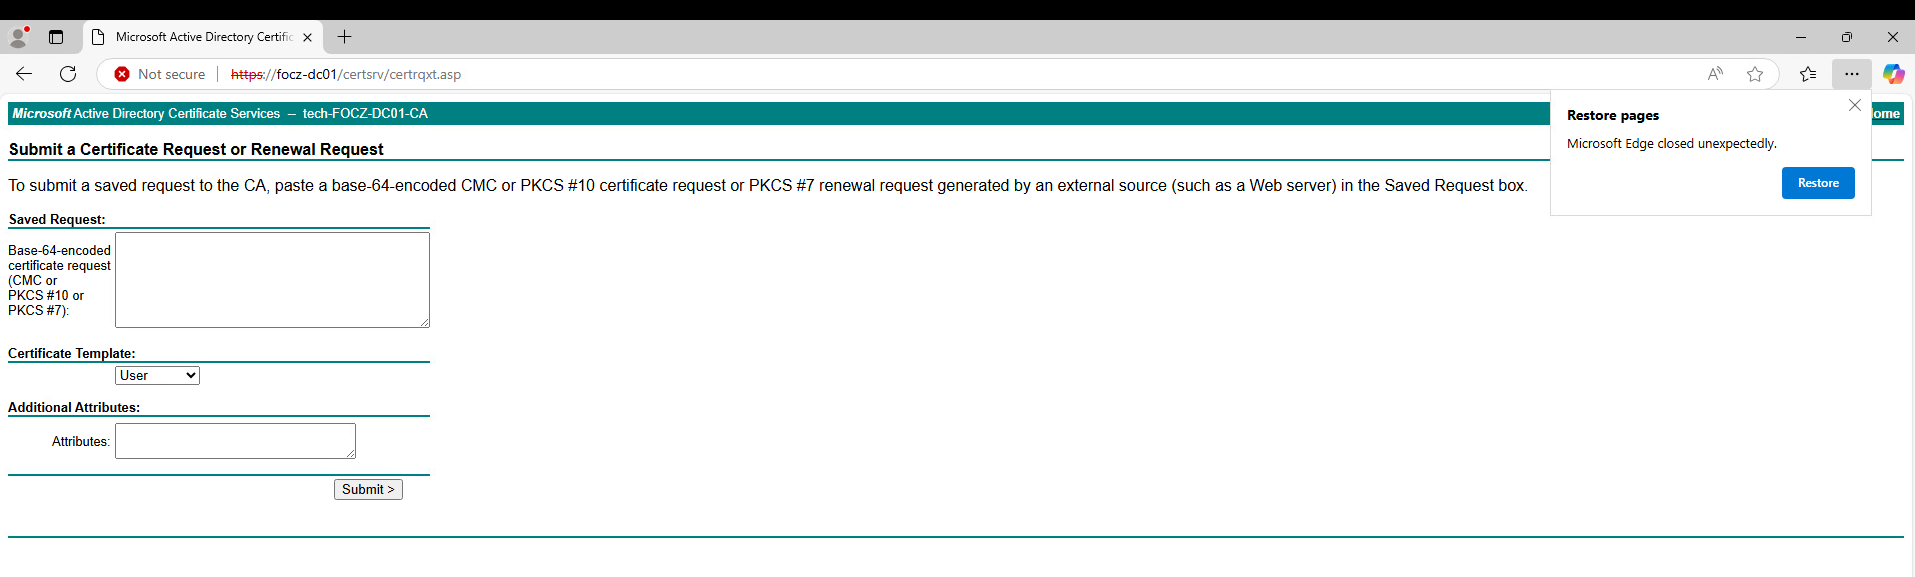 Microsoft Active Directory Certific
Not secure
https://focz-dc01/certsrv/certrqxt.asp
Microsoft Active Directory Certificate Services -- tech-FOCZ-DC01-CA
ome
Restore pages
Microsoft Edge closed unexpectedly.
Restore
Submit a Certificate Request or Renewal Request
To submit a saved request to the CA, paste a base-64-encoded CMC or PKCS #10 certificate request or PKCS #7 renewal request generated by an external source (such as a Web server) in the Saved Request box.
Saved Request:
Base-64-encoded
certificate request
(CMC or
PKCS #10 or
PKCS #7):
Certificate Template:
User
Additional Attributes:
Attributes:
Submit >